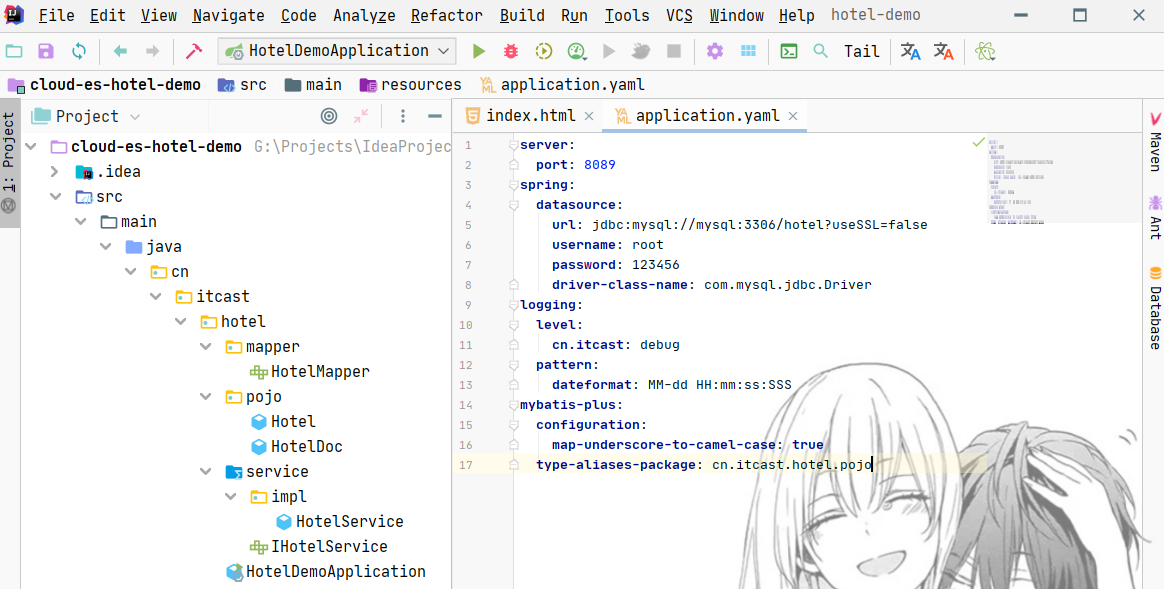 File Edit View Navigate Code Analyze Refactor Build Run Tools VCS Window Help hotel-demo
HotelDemoApplication Tail
cloud-es-hotel-demo src main resources application.yaml
Project
index.html application.yaml
1: Project
cloud-es-hotel-demo G:\Projects\IdeaProjec
.idea
src
main
java
cn
itcast
hotel
mapper
HotelMapper
pojo
Hotel
HotelDoc
service
impl
HotelService
IHotelService
HotelDemoApplication
1 server:
2 port: 8089
3 spring:
4 datasource:
5 url: jdbc:mysql://mysql:3306/hotel?useSSL=false
6 username: root
7 password: 123456
8 driver-class-name: com.mysql.jdbc.Driver
9 logging:
10 level:
11 cn.itcast: debug
12 pattern:
13 dateformat: MM-dd HH:mm:ss:SSS
14 mybatis-plus:
15 configuration:
16 map-underscore-to-camel-case: true
17 type-aliases-package: cn.itcast.hotel.pojo
Maven
Ant
Database